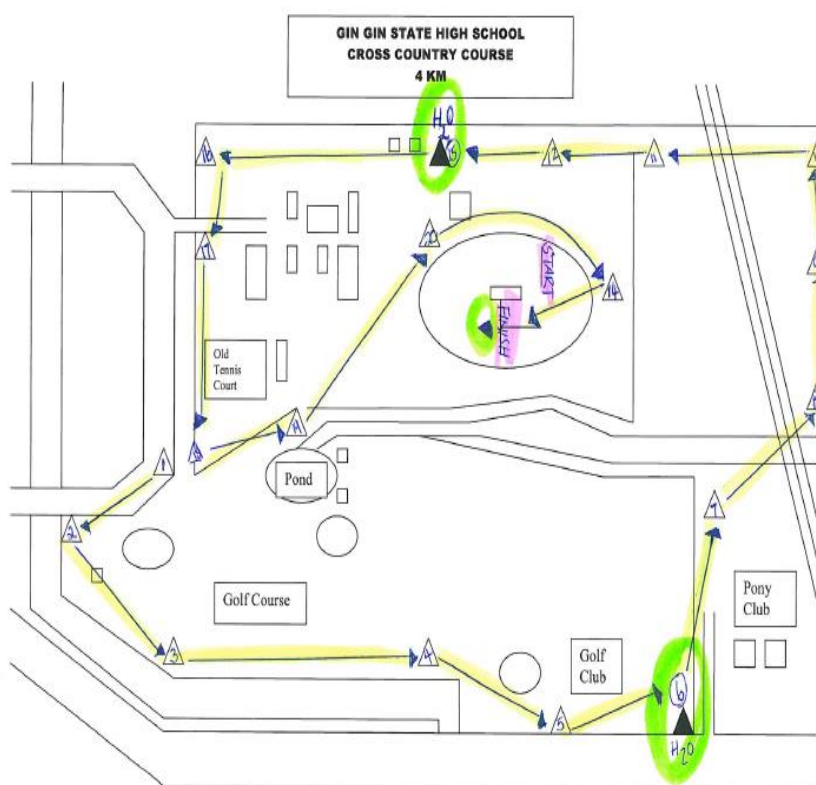 GIN GIN STATE HIGH SCHOOL
CROSS COUNTRY COURSE
4 KM
H2O
16
12
11
17
20
START
14
FINISH
Old
Tennis
Court
1
Pond
2
7
Golf Course
Pony
Club
3
4
Golf
Club
5
6
H2O